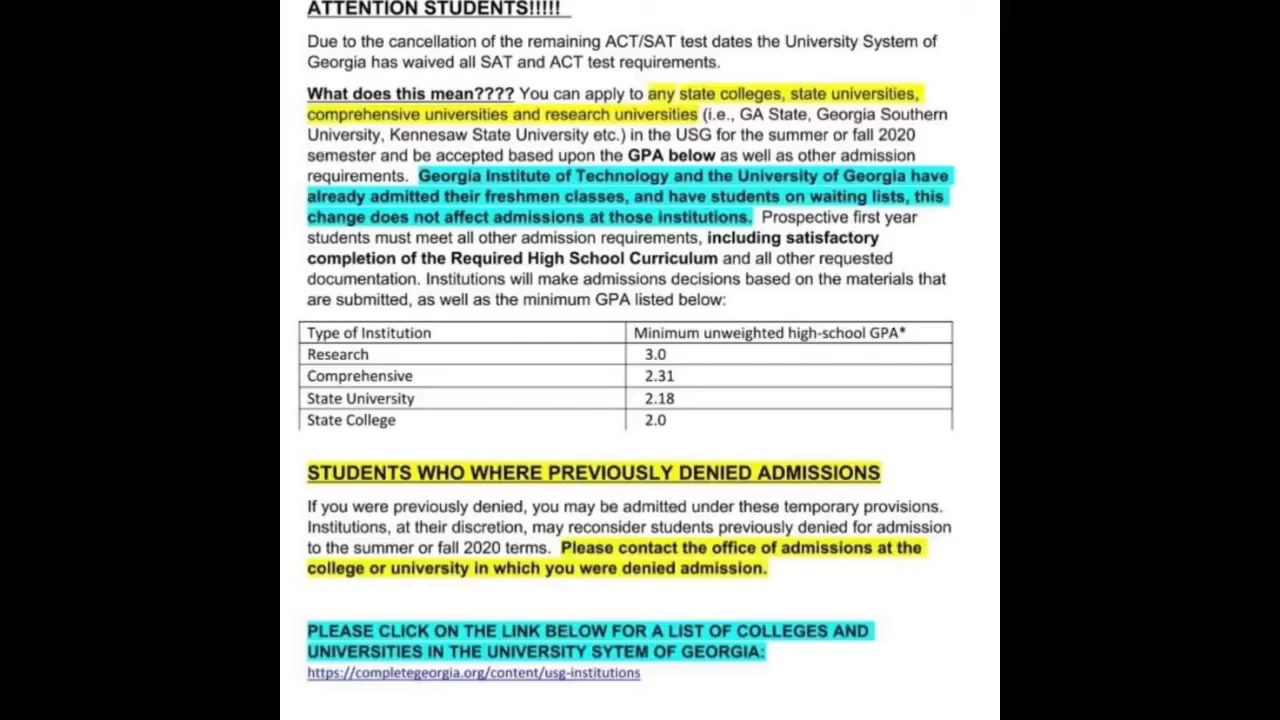 ATTENTION STUDENTS!!!!!
Due to the cancellation of the remaining ACT/SAT test dates the University System of
Georgia has waived all SAT and ACT test requirements.
What does this mean???? You can apply to any state colleges, state universities,
comprehensive universities and research universities (i.e., GA State, Georgia Southern
University, Kennesaw State University etc.) in the USG for the summer or fall 2020
semester and be accepted based upon the GPA below as well as other admission
requirements. Georgia Institute of Technology and the University of Georgia have
already admitted their freshmen classes, and have students on waiting lists, this
change does not affect admissions at those institutions. Prospective first year
students must meet all other admission requirements, including satisfactory
completion of the Required High School Curriculum and all other requested
documentation. Institutions will make admissions decisions based on the materials that
are submitted, as well as the minimum GPA listed below:
Type of Institution Minimum unweighted high-school GPA*
Research 3.0
Comprehensive 2.31
State University 2.18
State College 2.0
STUDENTS WHO WHERE PREVIOUSLY DENIED ADMISSIONS
If you were previously denied, you may be admitted under these temporary provisions.
Institutions, at their discretion, may reconsider students previously denied for admission
to the summer or fall 2020 terms. Please contact the office of admissions at the
college or university in which you were denied admission.
PLEASE CLICK ON THE LINK BELOW FOR A LIST OF COLLEGES AND
UNIVERSITIES IN THE UNIVERSITY SYTEM OF GEORGIA:
https://completegeorgia.org/content/usg-institutions